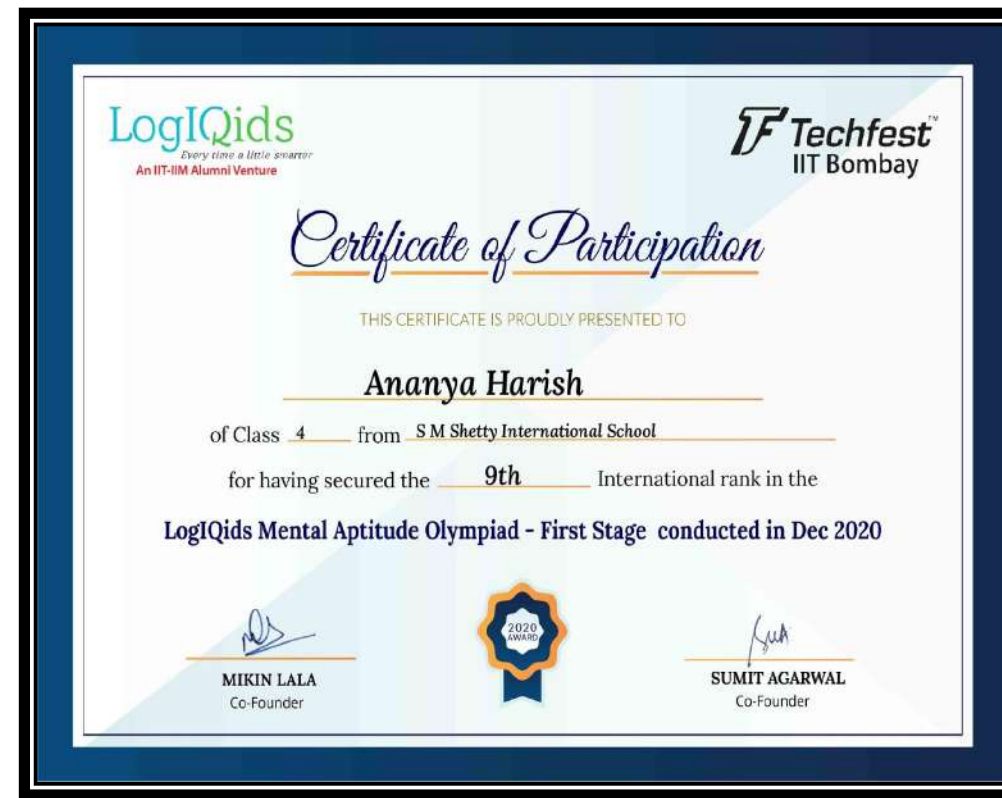 LogIQids
Every time a little smarter
An IIT-IIM Alumni Venture
TF Techfest™
IIT Bombay
Certificate of Participation
THIS CERTIFICATE IS PROUDLY PRESENTED TO
Ananya Harish
of Class 4 from S M Shetty International School
for having secured the 9th International rank in the
LogIQids Mental Aptitude Olympiad - First Stage conducted in Dec 2020
2020
AWARD
MIKIN LALA
Co-Founder
SUMIT AGARWAL
Co-Founder